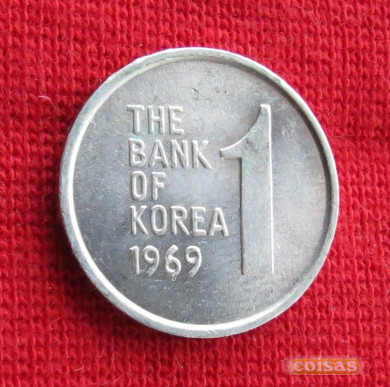 THE
BANK
OF
KOREA
1969
1
coisas